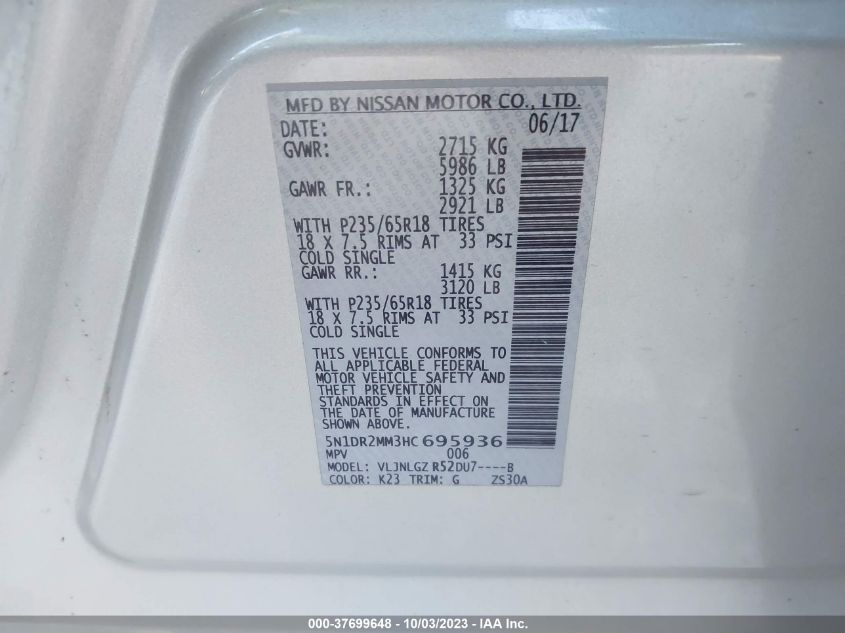 MFD BY NISSAN MOTOR CO., LTD.
DATE: 06/17
GVWR: 2715 KG
5986 LB
GAWR FR.: 1325 KG
2921 LB
WITH P235/65R18 TIRES
18 X 7.5 RIMS AT 33 PSI
COLD SINGLE
GAWR RR.: 1415 KG
3120 LB
WITH P235/65R18 TIRES
18 X 7.5 RIMS AT 33 PSI
COLD SINGLE
THIS VEHICLE CONFORMS TO
ALL APPLICABLE FEDERAL
MOTOR VEHICLE SAFETY AND
THEFT PREVENTION
STANDARDS IN EFFECT ON
THE DATE OF MANUFACTURE
SHOWN ABOVE.
5N1DR2MM3HC695936
MPV 006
MODEL: VLJNLGZ R52DU7----B
COLOR: K23 TRIM: G ZS30A
000-37699648 - 10/03/2023 - IAA Inc.